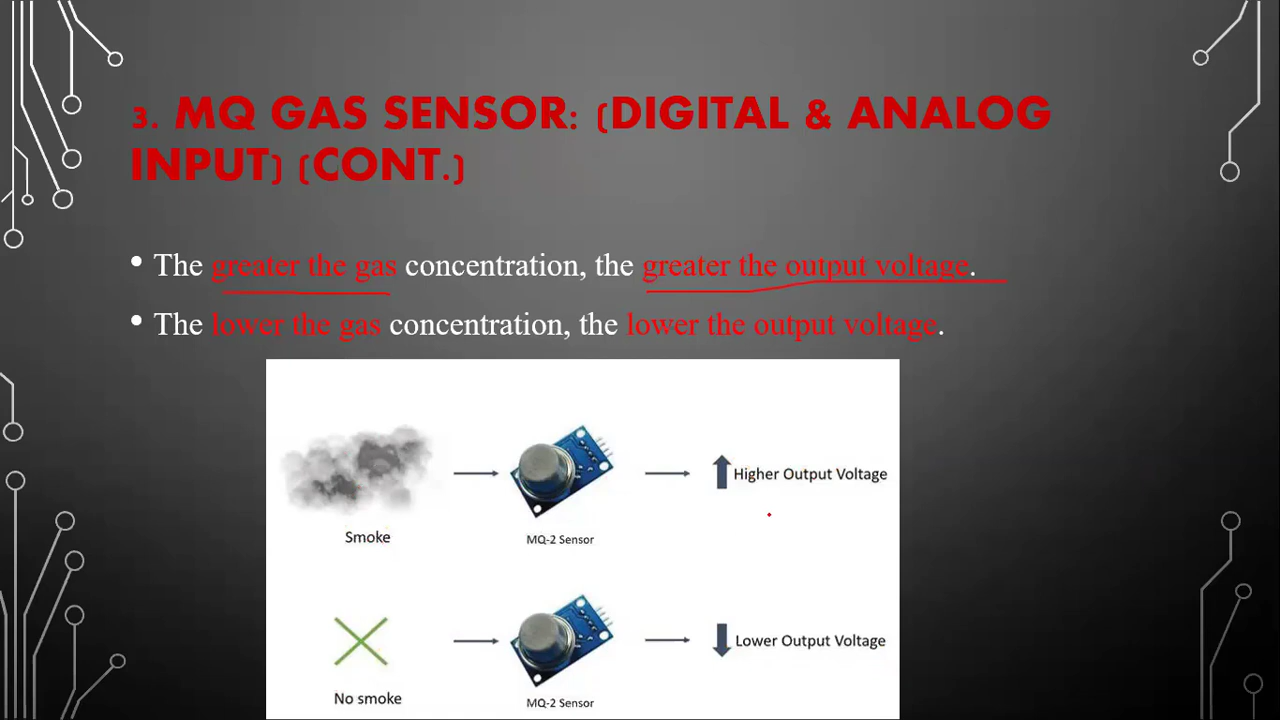 3. MQ GAS SENSOR: (DIGITAL & ANALOG
INPUT) (CONT.)
• The greater the gas concentration, the greater the output voltage.
• The lower the gas concentration, the lower the output voltage.
Higher Output Voltage
Smoke
MQ-2 Sensor
Lower Output Voltage
No smoke
MQ-2 Sensor